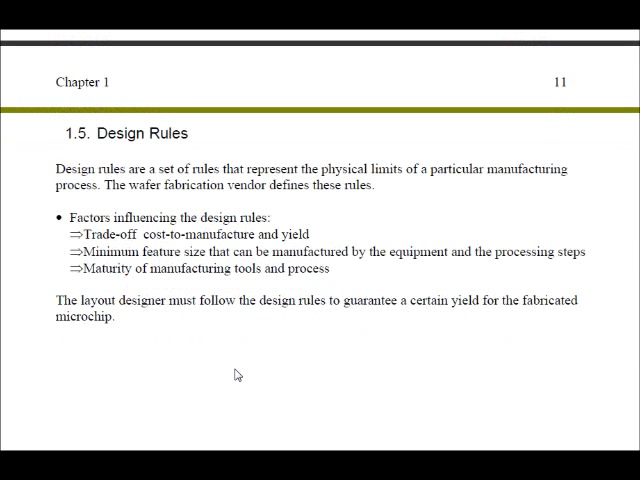 Chapter 1 11
1.5. Design Rules
Design rules are a set of rules that represent the physical limits of a particular manufacturing
process. The wafer fabrication vendor defines these rules.
• Factors influencing the design rules:
⇒Trade-off cost-to-manufacture and yield
⇒Minimum feature size that can be manufactured by the equipment and the processing steps
⇒Maturity of manufacturing tools and process
The layout designer must follow the design rules to guarantee a certain yield for the fabricated
microchip.